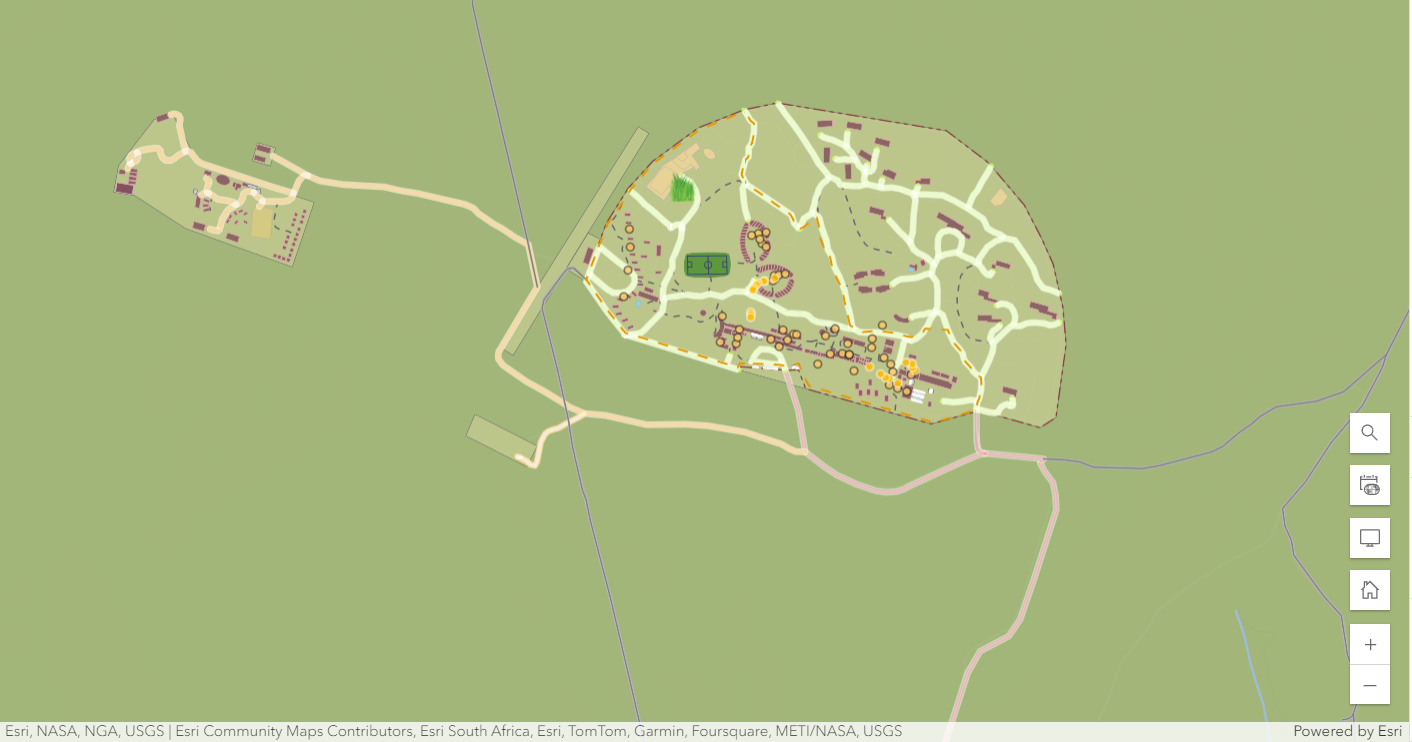 Esri, NASA, NGA, USGS | Esri Community Maps Contributors, Esri South Africa, Esri, TomTom, Garmin, Foursquare, METI/NASA, USGS
Powered by Esri